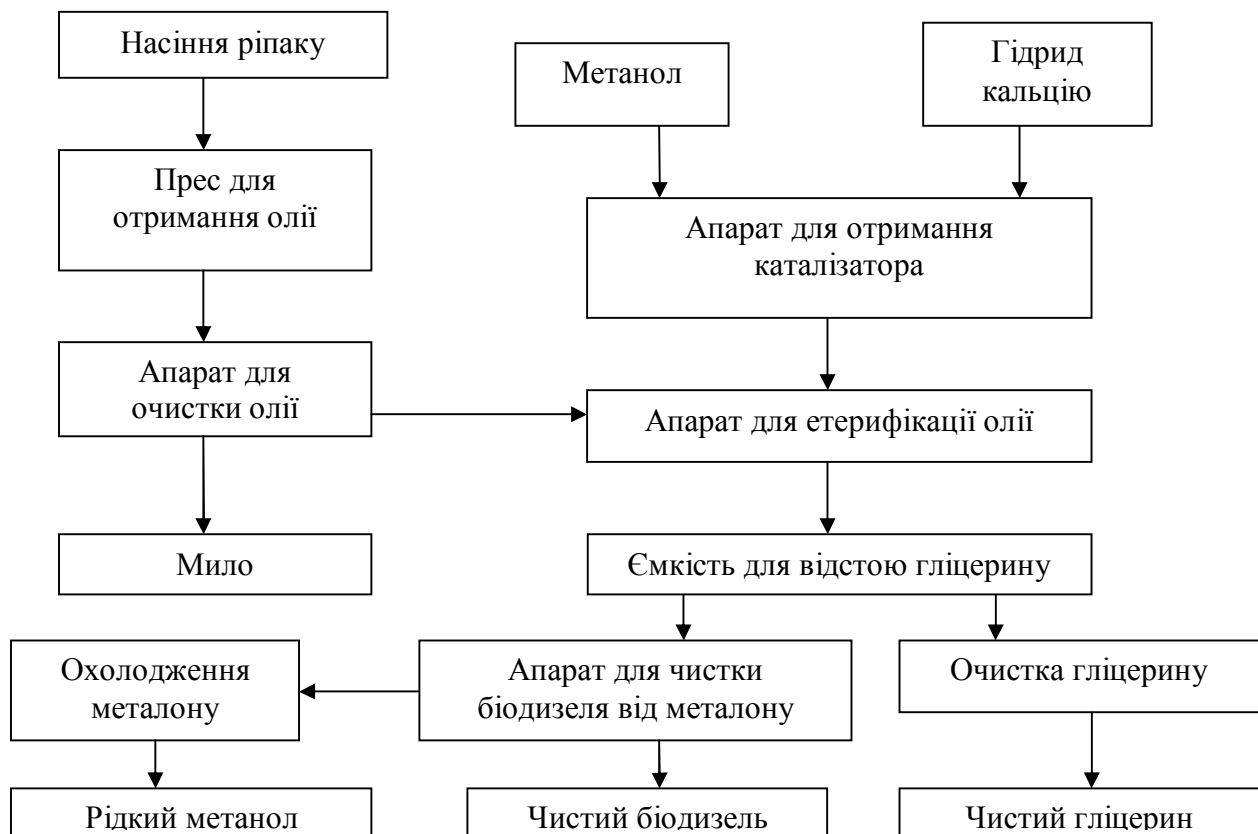 Насіння ріпаку
Метанол
Гідрид
кальцію
Прес для
отримання олії
Апарат для отримання
каталізатора
Апарат для
очистки олії
Апарат для етерифікації олії
Мило
Ємкість для відстою гліцерину
Охолодження
металону
Апарат для чистки
біодизеля від металону
Очистка гліцерину
Рідкий метанол
Чистий біодизель
Чистий гліцерин